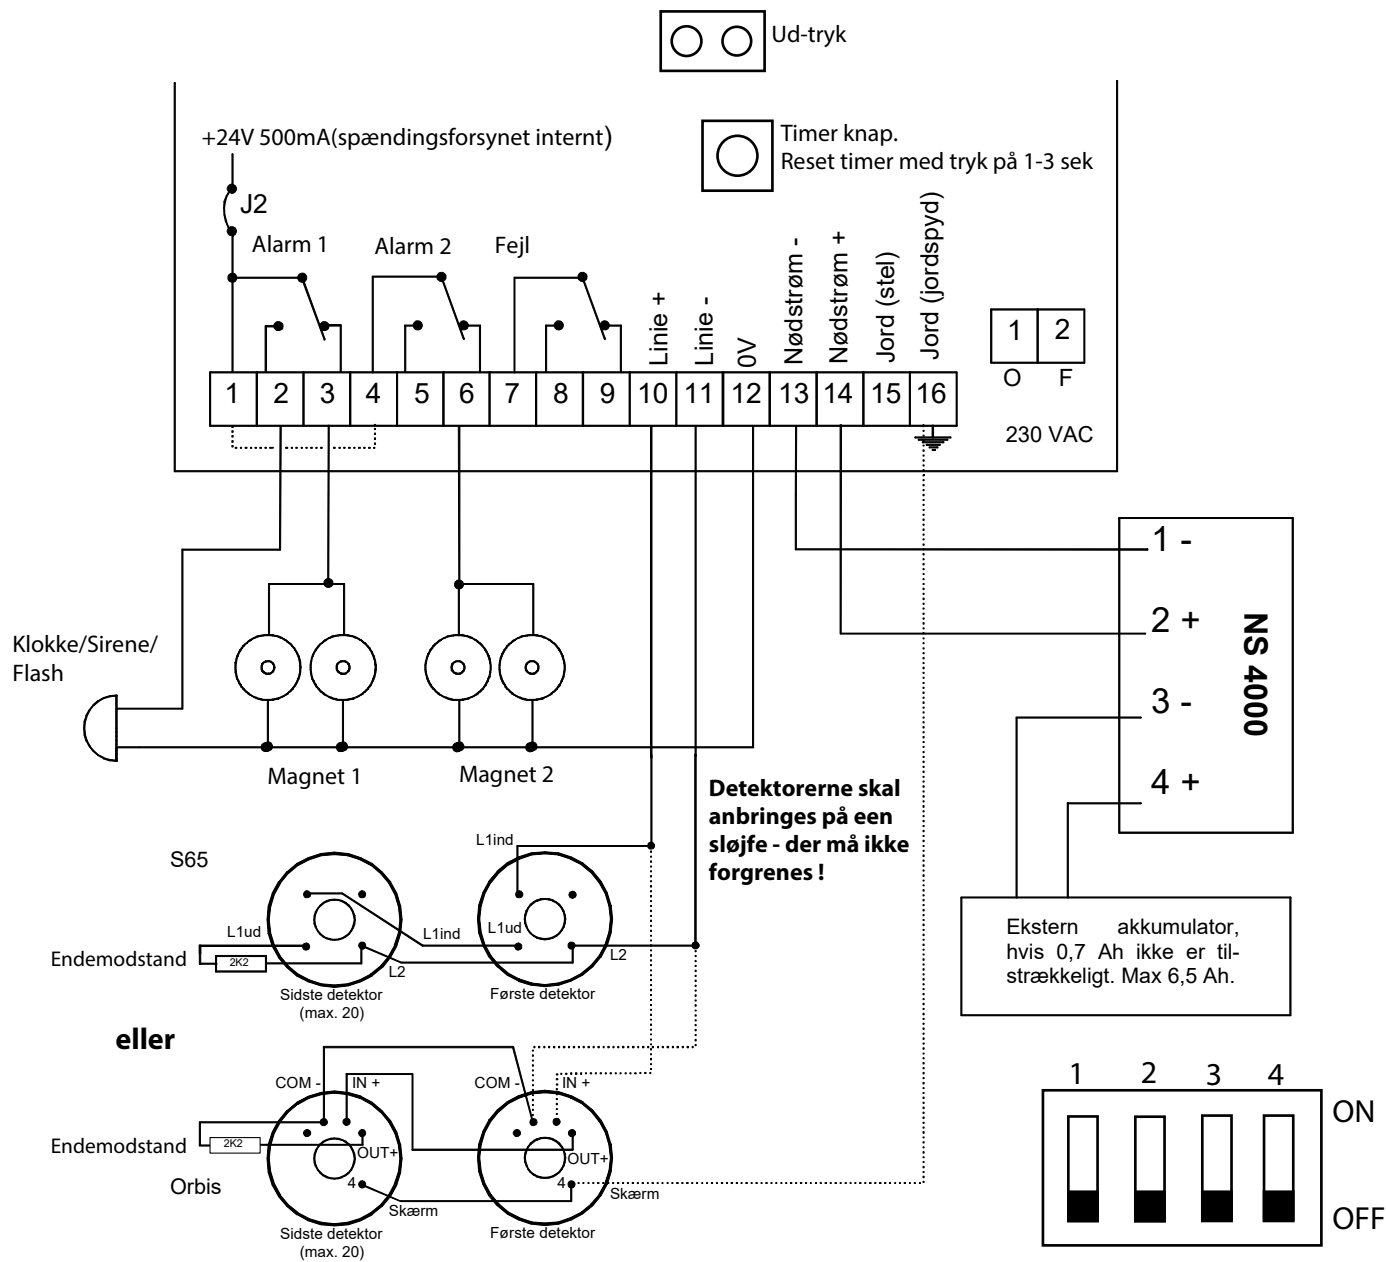 Ud-tryk
+24V 500mA(spændingsforsynet internt)
Timer knap.
Reset timer med tryk på 1-3 sek
J2
Alarm 1
Alarm 2
Fejl
Linie +
Linie -
0V
Nødstrøm -
Nødstrøm +
Jord (stel)
Jord (jordspyd)
1 2
O F
230 VAC
1 2 3 4 5 6 7 8 9 10 11 12 13 14 15 16
1 -
2 +
3 -
4 +
NS 4000
Klokke/Sirene/
Flash
Magnet 1
Magnet 2
Detektorerne skal
anbringes på een
sløjfe - der må ikke
forgrenes !
S65
L1ind
L1ud
L1ind
L1ud
L2
L2
Endemodstand
2K2
Sidste detektor
(max. 20)
Første detektor
Ekstern akkumulator,
hvis 0,7 Ah ikke er til-
strækkeligt. Max 6,5 Ah.
eller
COM -
IN +
COM -
IN +
Endemodstand
2K2
OUT+
OUT+
4
4
Orbis
Skærm
Skærm
Sidste detektor
(max. 20)
Første detektor
1 2 3 4
ON
OFF